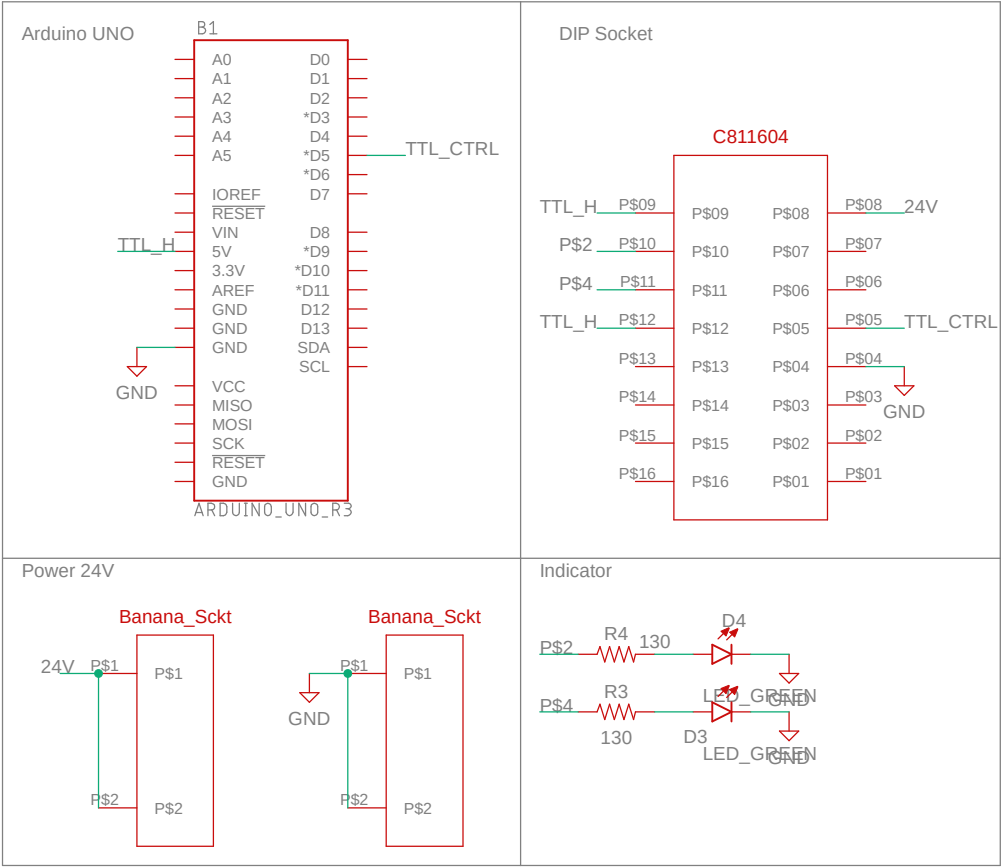 Arduino UNO
B1
A0 D0
A1 D1
A2 D2
A3 *D3
A4 D4
A5 *D5 TTL_CTRL
*D6
IOREF D7
RESET
VIN D8
TTL_H 5V *D9
3.3V *D10
AREF *D11
GND D12
GND D13
GND SDA
SCL
GND
VCC
MISO
MOSI
SCK
RESET
GND
ARDUINO_UNO_R3
DIP Socket
C811604
TTL_H P$09 P$09 P$08 P$08 24V
P$2 P$10 P$10 P$07 P$07
P$4 P$11 P$11 P$06 P$06
TTL_H P$12 P$12 P$05 P$05 TTL_CTRL
P$13 P$13 P$04 P$04
GND
P$14 P$14 P$03 P$03
P$15 P$15 P$02 P$02
P$16 P$16 P$01 P$01
Power 24V
Banana_Sckt Banana_Sckt
24V P$1 P$1 P$1 P$1
GND
P$2 P$2 P$2 P$2
Indicator
D4
P$2 R4 130
LED_GREEN
GND
P$4 R3
130 D3
LED_GREEN
GND